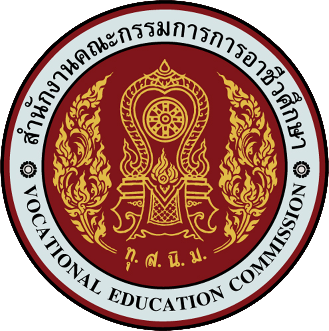 สำนักงานคณะกรรมการการอาชีวศึกษา
ทุ. ส. นิ. ม.
VOCATIONAL EDUCATION COMMISSION